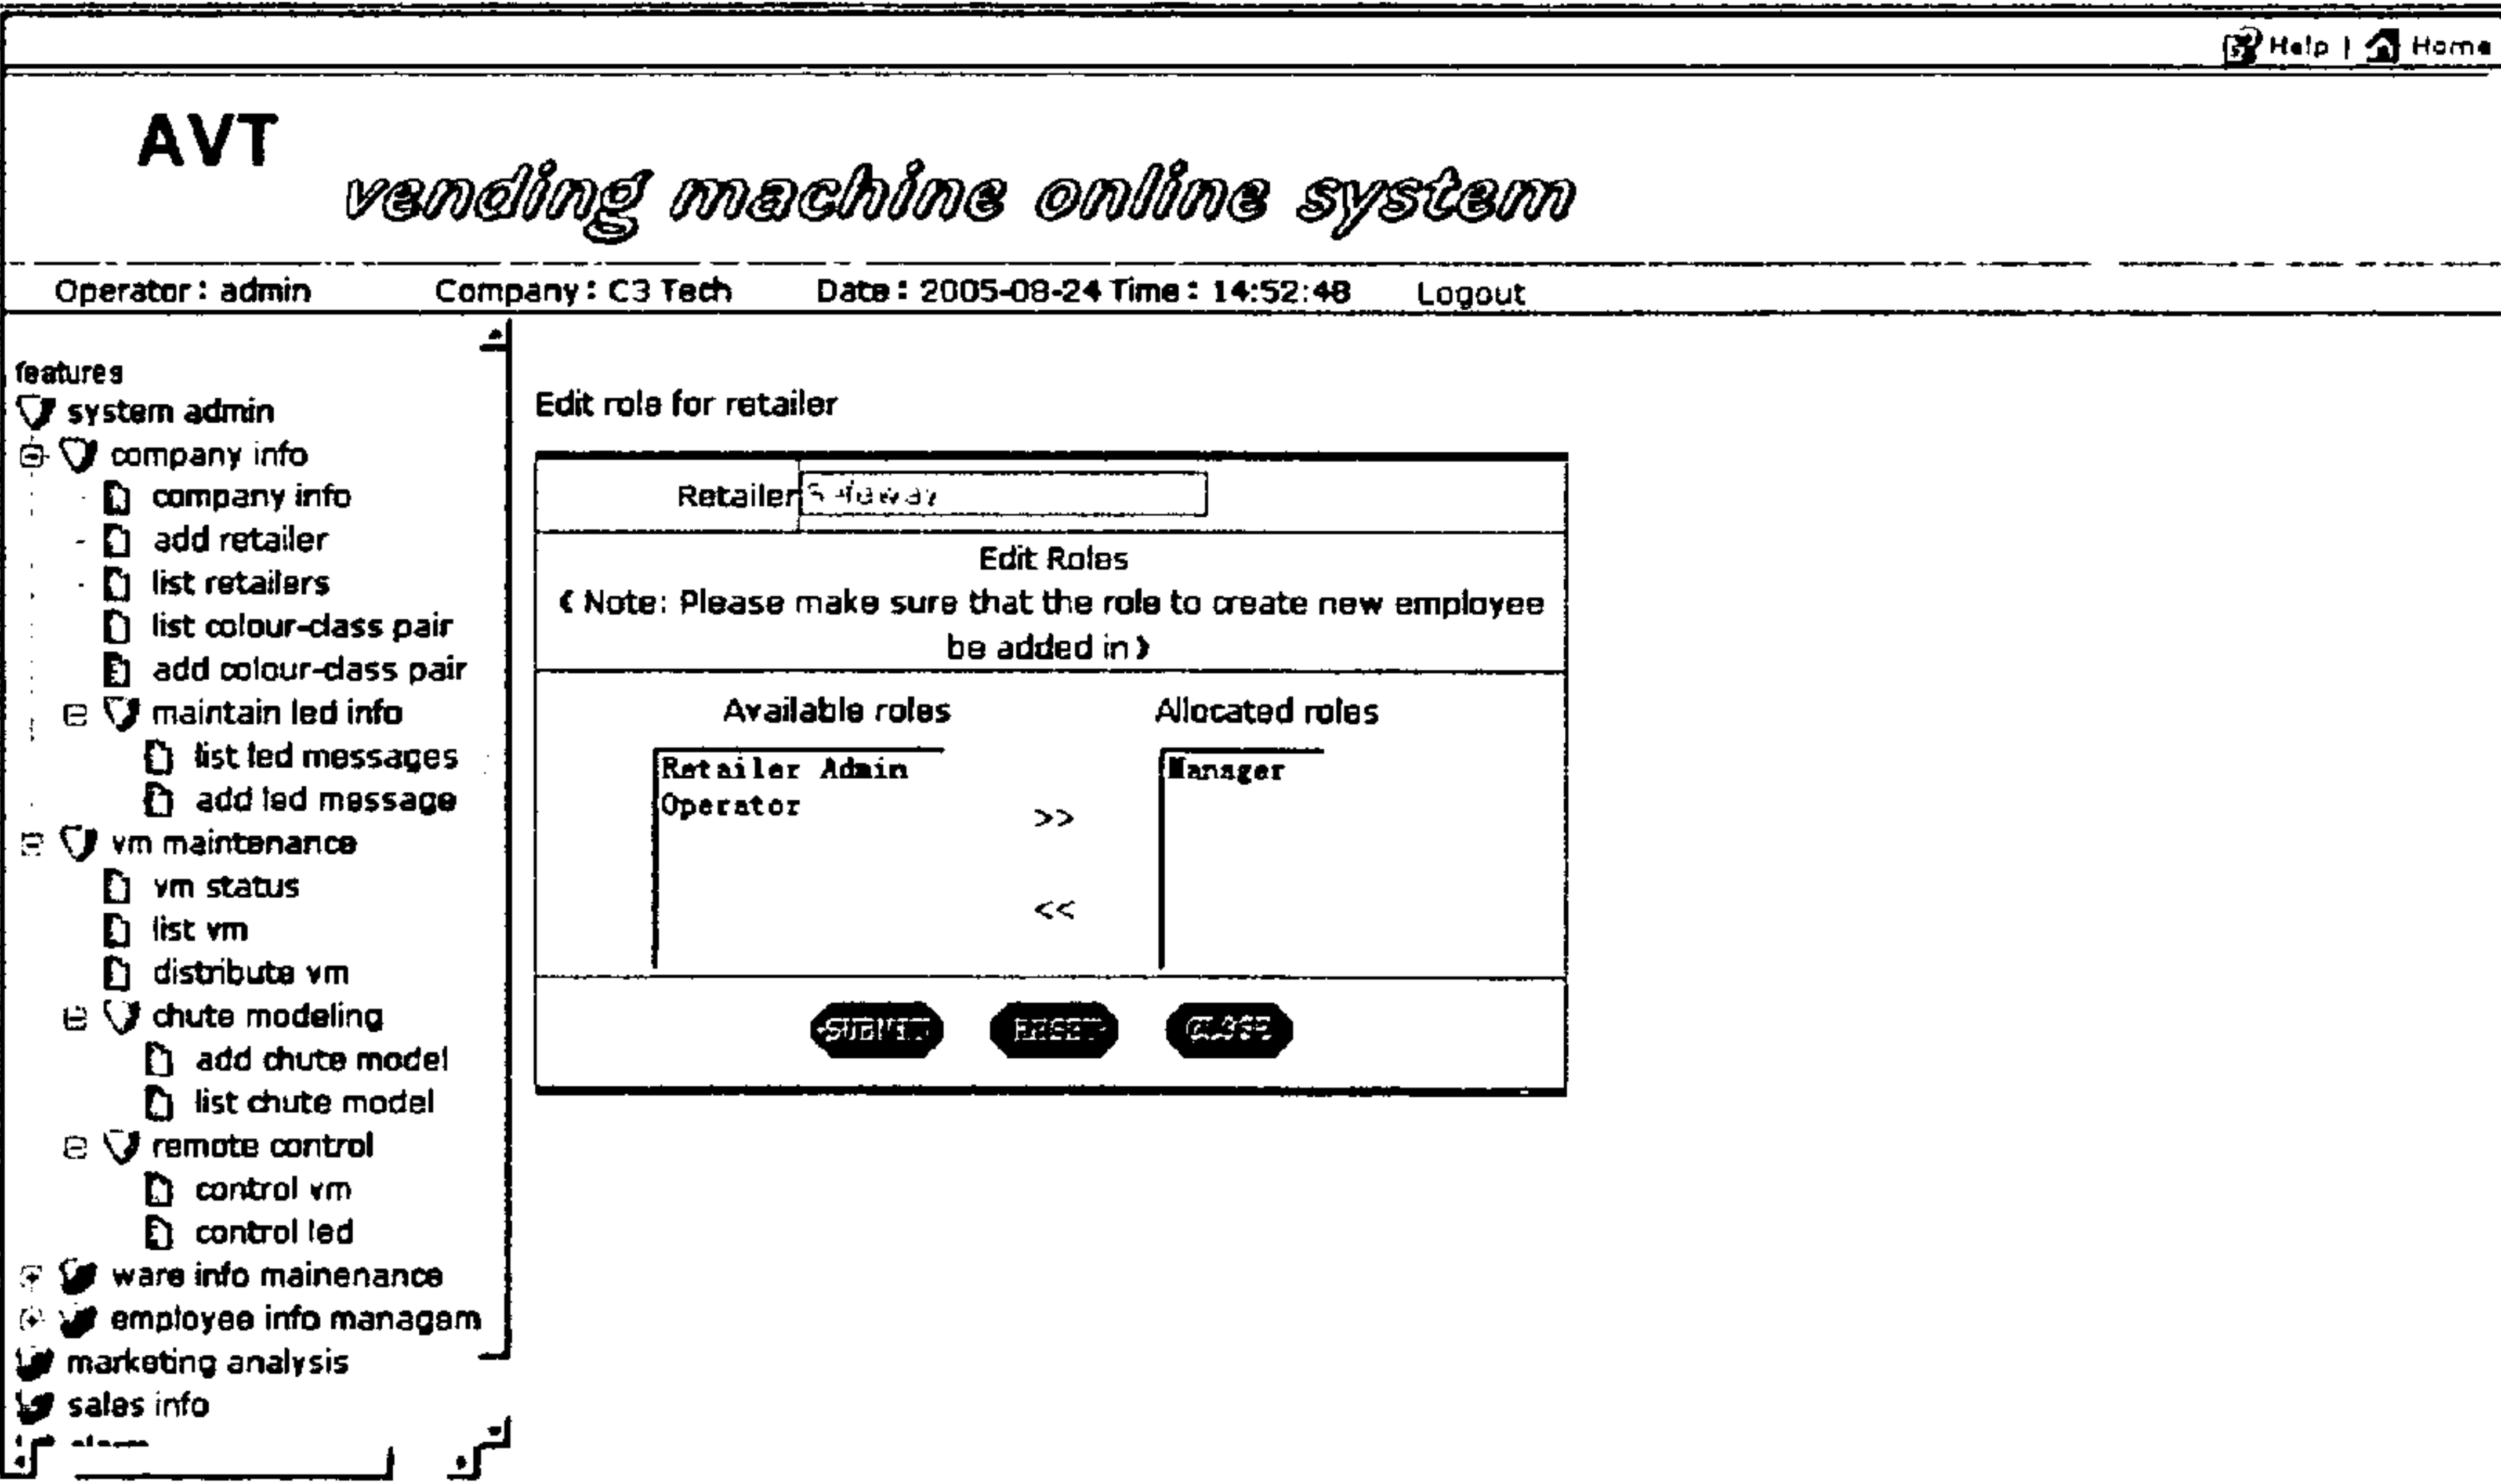 Help | Home
AVT
vending machine online system
Operator : admin Company : C3 Tech Date : 2005-08-24 Time : 14:52:48 Logout
features
system admin
company info
company info
add retailer
list retailers
list colour-class pair
add colour-class pair
maintain led info
list led messages
add led message
vm maintenance
vm status
list vm
distribute vm
chute modeling
add chute model
list chute model
remote control
control vm
control led
ware info mainenance
employee info managem
marketing analysis
sales info
Edit role for retailer
Retailer Safeway
Edit Roles
( Note: Please make sure that the role to create new employee
be added in )
Available roles Allocated roles
Retailer Admin
Operator
>>
<<
Manager